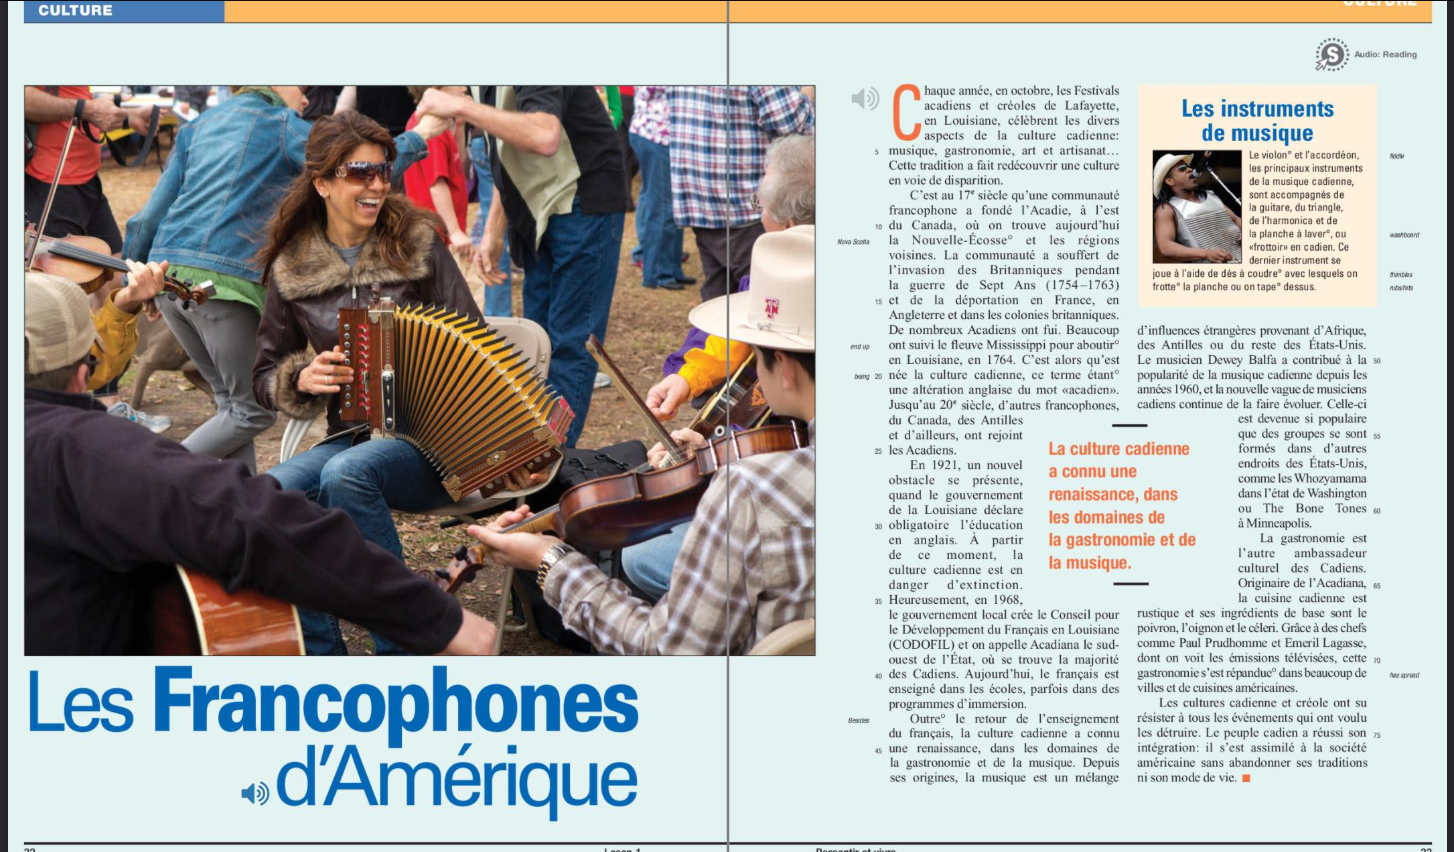 CULTURE
CULTURE
Audio: Reading
Les Francophones
d'Amérique
Chaque année, en octobre, les Festivals
acadiens et créoles de Lafayette,
en Louisiane, célèbrent les divers
aspects de la culture cadienne:
5 musique, gastronomie, art et artisanat…
Cette tradition a fait redécouvrir une culture
en voie de disparition.
C'est au 17e siècle qu'une communauté
francophone a fondé l'Acadie, à l'est
10 du Canada, où on trouve aujourd'hui
Nova Scotia la Nouvelle-Écosse° et les régions
voisines. La communauté a souffert de
l'invasion des Britanniques pendant
la guerre de Sept Ans (1754–1763)
15 et de la déportation en France, en
Angleterre et dans les colonies britanniques.
De nombreux Acadiens ont fui. Beaucoup
end up ont suivi le fleuve Mississippi pour aboutir°
en Louisiane, en 1764. C'est alors qu'est
being 20 née la culture cadienne, ce terme étant°
une altération anglaise du mot «acadien».
Jusqu'au 20e siècle, d'autres francophones,
du Canada, des Antilles
et d'ailleurs, ont rejoint
25 les Acadiens.
En 1921, un nouvel
obstacle se présente,
quand le gouvernement
de la Louisiane déclare
30 obligatoire l'éducation
en anglais. À partir
de ce moment, la
culture cadienne est en
danger d'extinction.
35 Heureusement, en 1968,
le gouvernement local crée le Conseil pour
le Développement du Français en Louisiane
(CODOFIL) et on appelle Acadiana le sud-
ouest de l'État, où se trouve la majorité
40 des Cadiens. Aujourd'hui, le français est
enseigné dans les écoles, parfois dans des
programmes d'immersion.
Besides Outre° le retour de l'enseignement
du français, la culture cadienne a connu
45 une renaissance, dans les domaines de
la gastronomie et de la musique. Depuis
ses origines, la musique est un mélange
La culture cadienne
a connu une
renaissance, dans
les domaines de
la gastronomie et de
la musique.
Les instruments
de musique
Le violon° et l'accordéon, fiddle
les principaux instruments
de la musique cadienne,
sont accompagnés de
la guitare, du triangle,
de l'harmonica et de
la planche à laver°, ou washboard
«frottoir» en cadien. Ce
dernier instrument se
joue à l'aide de dés à coudre° avec lesquels on thimbles
frotte° la planche ou on tape° dessus. rubs/hits
d'influences étrangères provenant d'Afrique,
des Antilles ou du reste des États-Unis.
Le musicien Dewey Balfa a contribué à la 50
popularité de la musique cadienne depuis les
années 1960, et la nouvelle vague de musiciens
cadiens continue de la faire évoluer. Celle-ci
est devenue si populaire
que des groupes se sont 55
formés dans d'autres
endroits des États-Unis,
comme les Whozyamama
dans l'état de Washington
ou The Bone Tones 60
à Minneapolis.
La gastronomie est
l'autre ambassadeur
culturel des Cadiens.
Originaire de l'Acadiana, 65
la cuisine cadienne est
rustique et ses ingrédients de base sont le
poivron, l'oignon et le céleri. Grâce à des chefs
comme Paul Prudhomme et Emeril Lagasse,
dont on voit les émissions télévisées, cette 70
gastronomie s'est répandue° dans beaucoup de has spread
villes et de cuisines américaines.
Les cultures cadienne et créole ont su
résister à tous les événements qui ont voulu
les détruire. Le peuple cadien a réussi son 75
intégration: il s'est assimilé à la société
américaine sans abandonner ses traditions
ni son mode de vie.